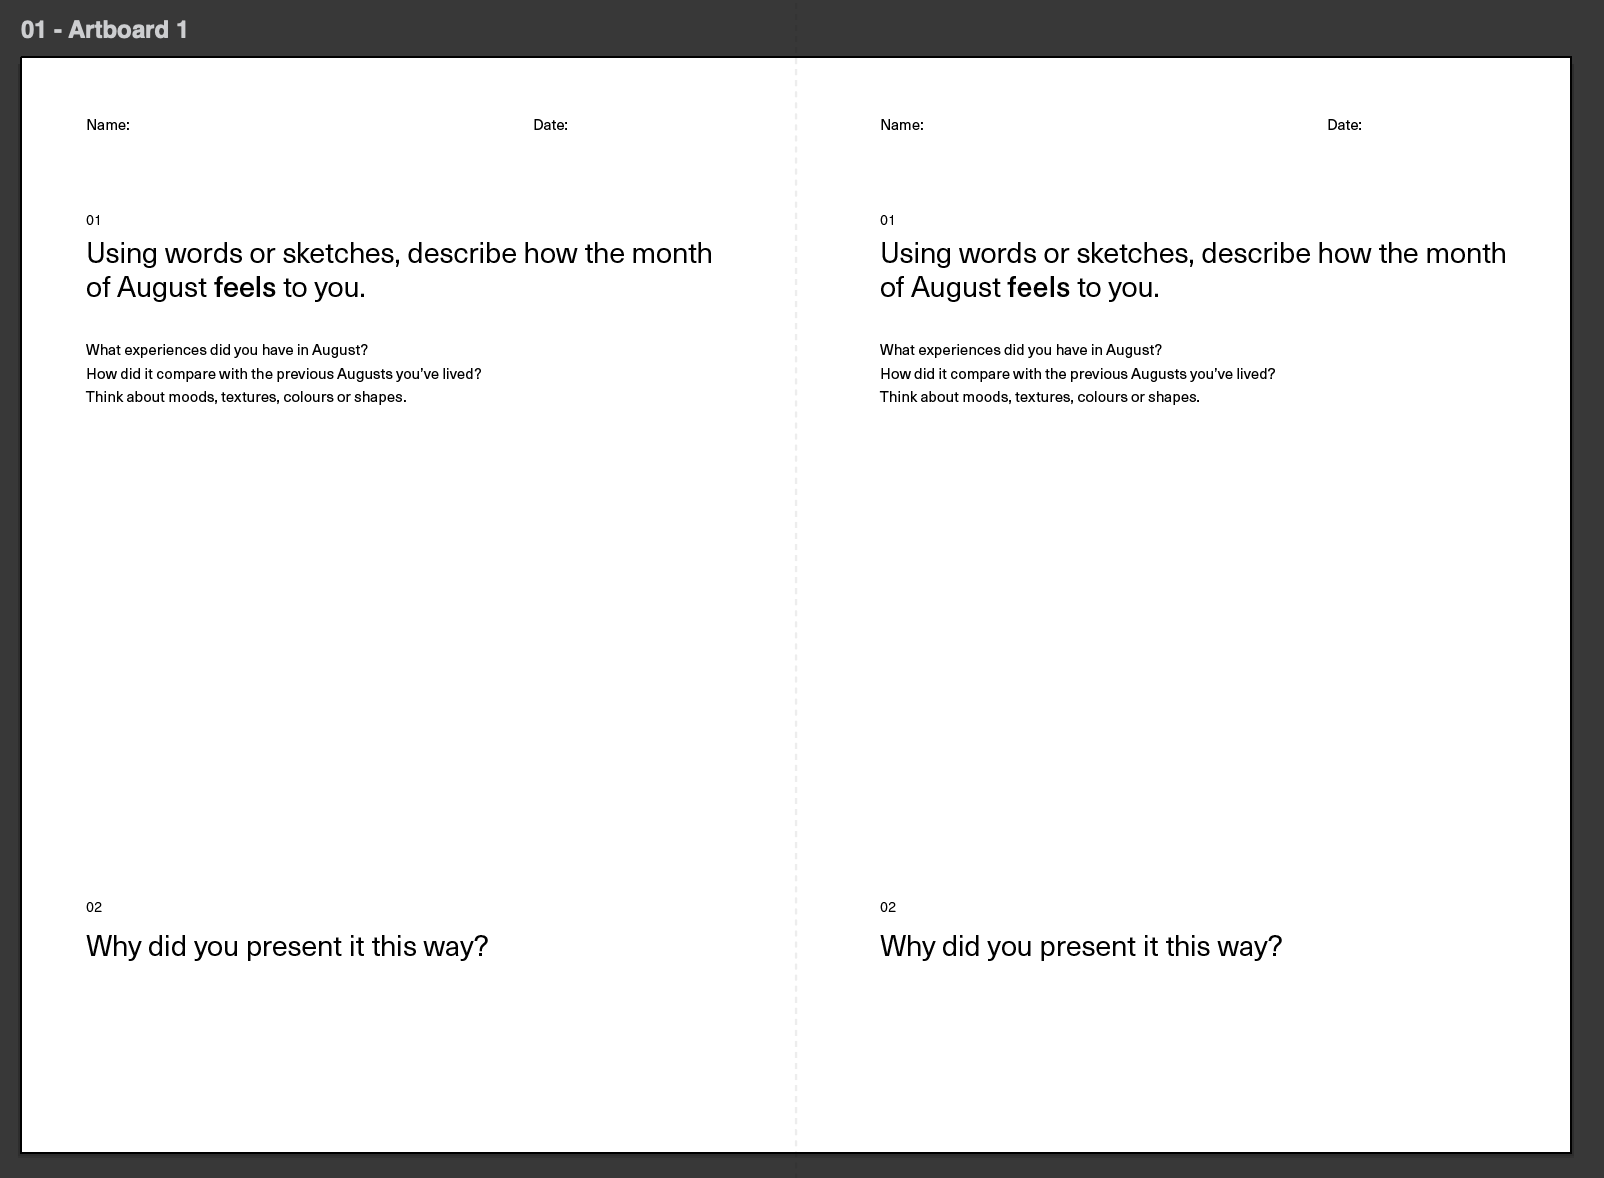 01 - Artboard 1
Name:
Date:
01
Using words or sketches, describe how the month
of August feels to you.
What experiences did you have in August?
How did it compare with the previous Augusts you’ve lived?
Think about moods, textures, colours or shapes.
02
Why did you present it this way?
Name:
Date:
01
Using words or sketches, describe how the month
of August feels to you.
What experiences did you have in August?
How did it compare with the previous Augusts you’ve lived?
Think about moods, textures, colours or shapes.
02
Why did you present it this way?